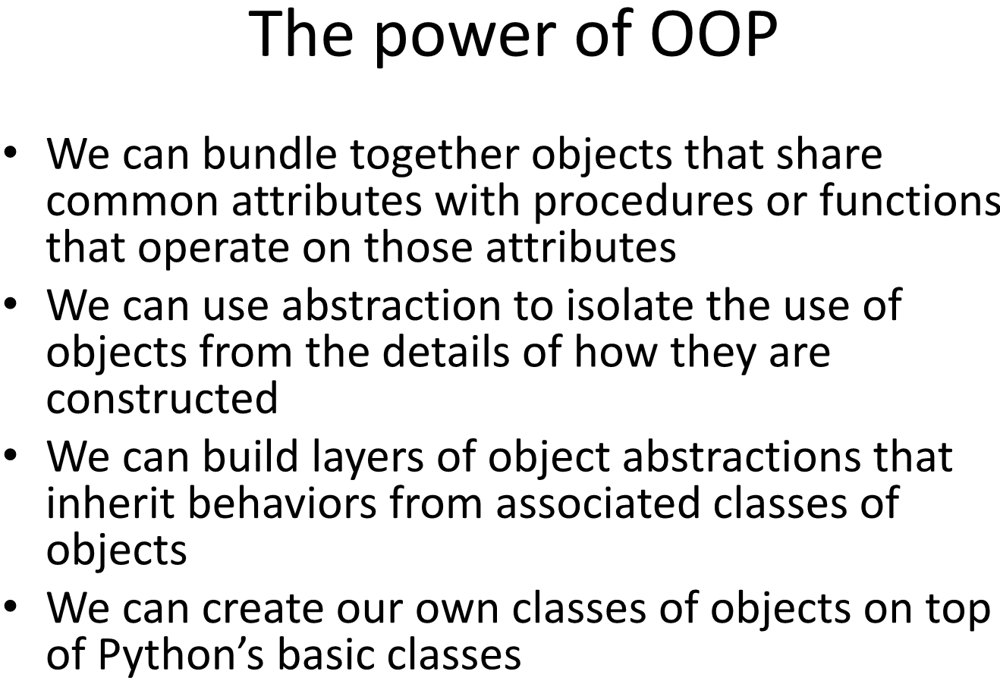 The power of OOP
• We can bundle together objects that share
common attributes with procedures or functions
that operate on those attributes
• We can use abstraction to isolate the use of
objects from the details of how they are
constructed
• We can build layers of object abstractions that
inherit behaviors from associated classes of
objects
• We can create our own classes of objects on top
of Python’s basic classes